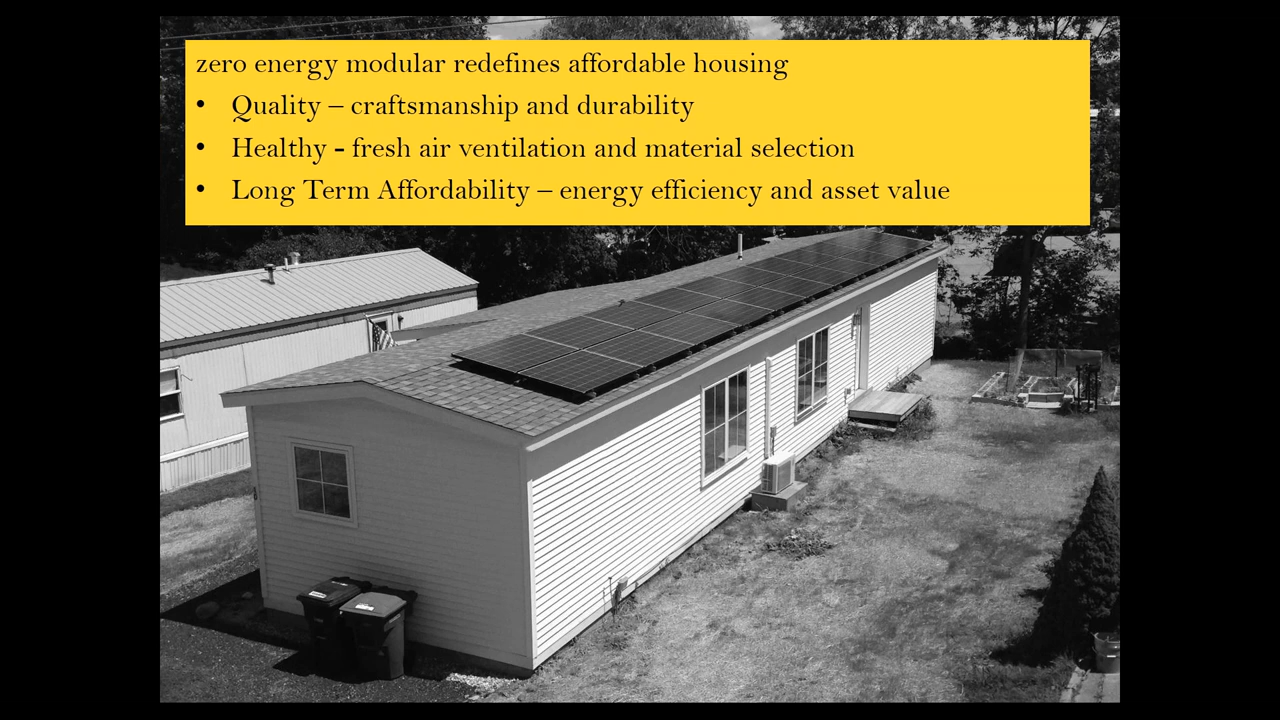 zero energy modular redefines affordable housing
• Quality – craftsmanship and durability
• Healthy - fresh air ventilation and material selection
• Long Term Affordability – energy efficiency and asset value